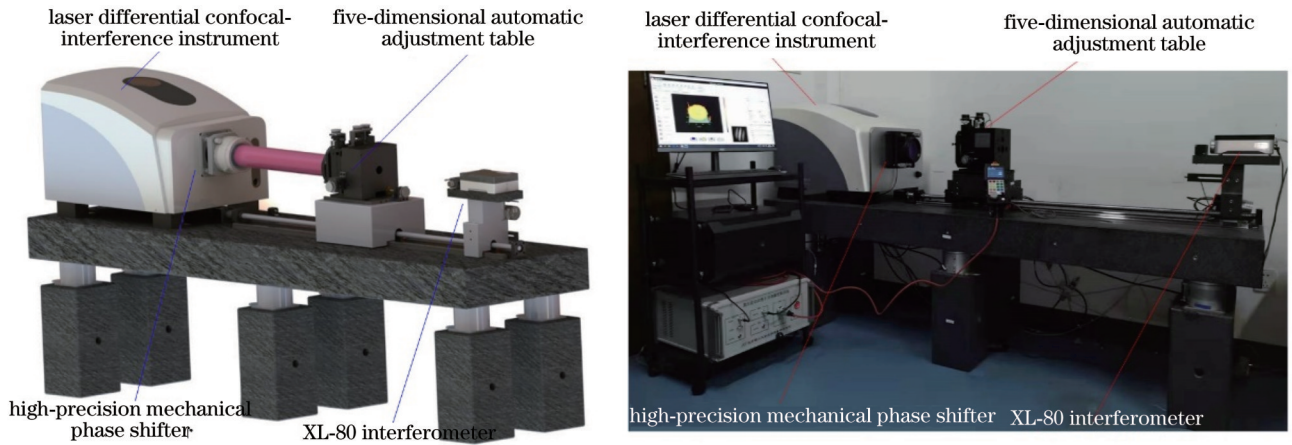 laser differential confocal-
interference instrument
five-dimensional automatic
adjustment table
high-precision mechanical
phase shifter
XL-80 interferometer
laser differential confocal-
interference instrument
five-dimensional automatic
adjustment table
high-precision mechanical phase shifter
XL-80 interferometer